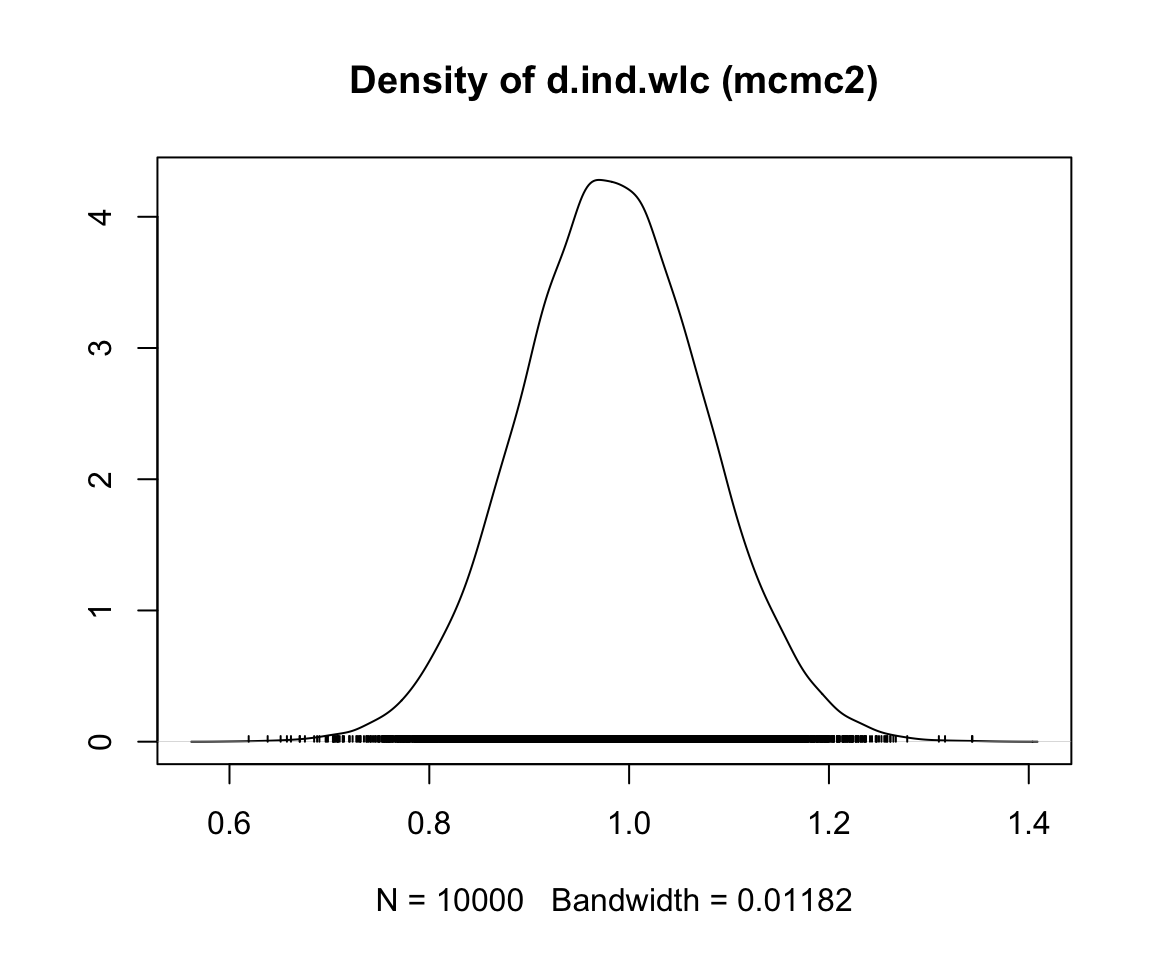 Density of d.ind.wlc (mcmc2)
4
3
2
1
0
0.6 0.8 1.0 1.2 1.4
N = 10000 Bandwidth = 0.01182